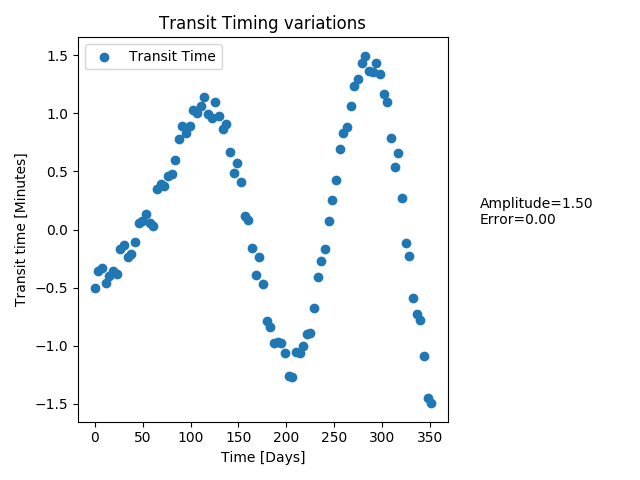 Transit Timing variations
Transit Time
1.5
1.0
0.5
0.0
−0.5
−1.0
−1.5
Transit time [Minutes]
0 50 100 150 200 250 300 350
Time [Days]
Amplitude=1.50
Error=0.00